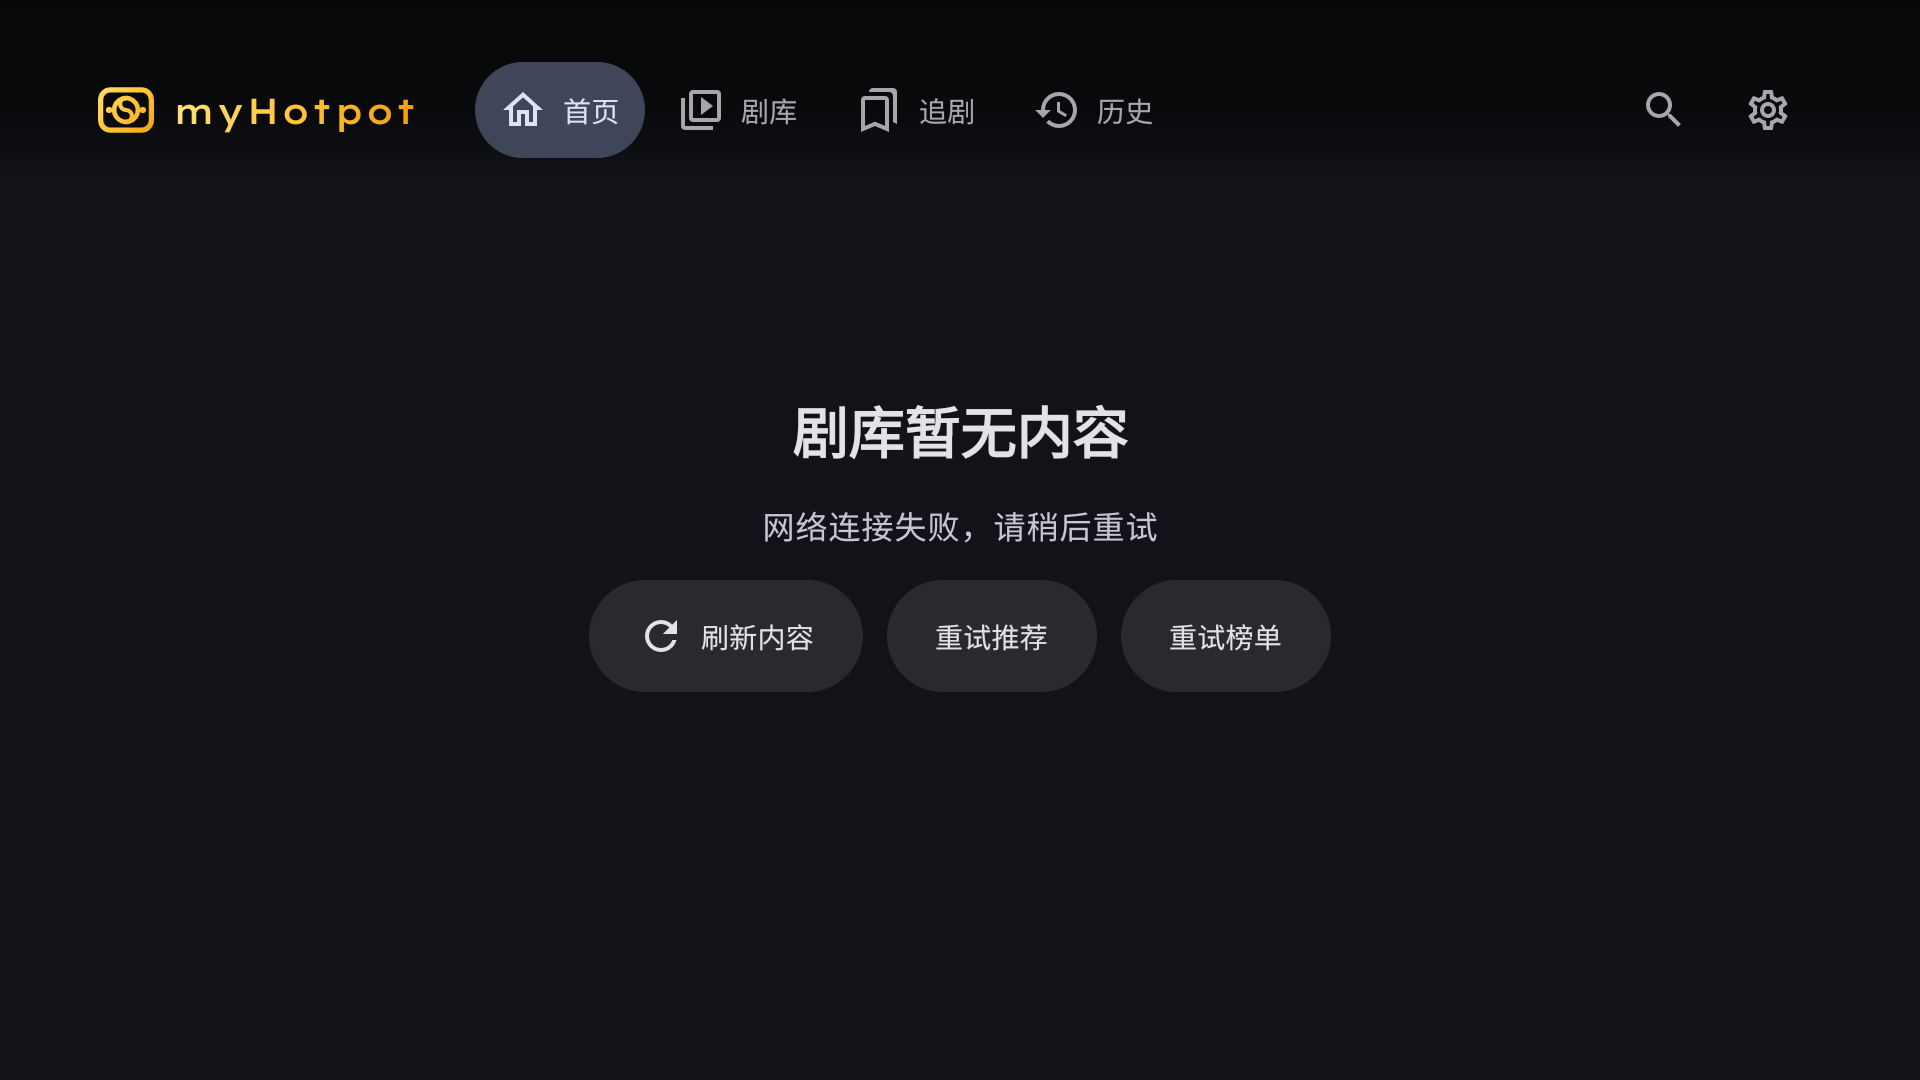 myHotpot
首页
剧库
追剧
历史
剧库暂无内容
网络连接失败，请稍后重试
刷新内容
重试推荐
重试榜单